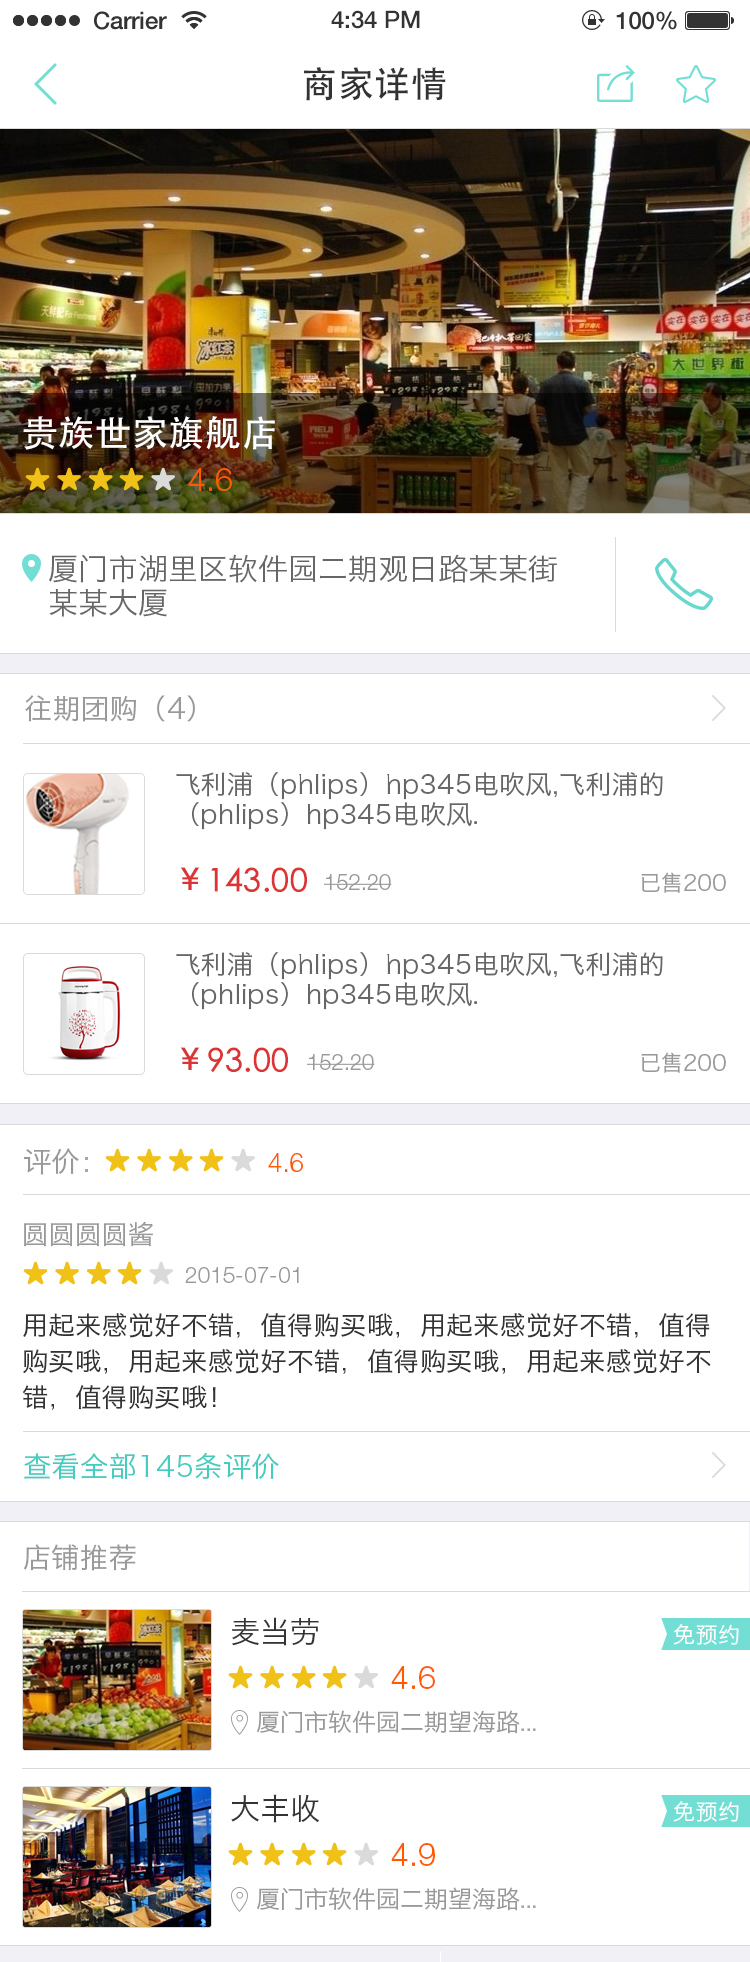 Carrier 4:34 PM 100%
商家详情
贵族世家旗舰店
4.6
厦门市湖里区软件园二期观日路某某街
某某大厦
往期团购（4）
飞利浦（phlips）hp345电吹风,飞利浦的
（phlips）hp345电吹风.
¥ 143.00 152.20 已售200
飞利浦（phlips）hp345电吹风,飞利浦的
（phlips）hp345电吹风.
¥ 93.00 152.20 已售200
评价： 4.6
圆圆圆圆酱
2015-07-01
用起来感觉好不错，值得购买哦，用起来感觉好不错，值得
购买哦，用起来感觉好不错，值得购买哦，用起来感觉好不
错，值得购买哦！
查看全部145条评价
店铺推荐
麦当劳 免预约
4.6
厦门市软件园二期望海路...
大丰收 免预约
4.9
厦门市软件园二期望海路...